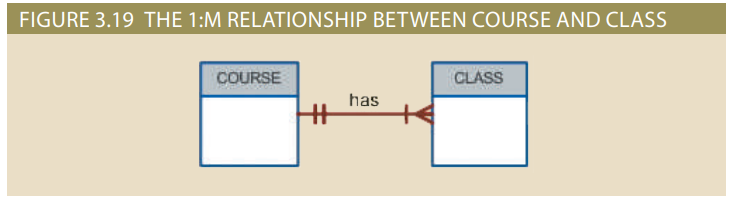 FIGURE 3.19 THE 1:M RELATIONSHIP BETWEEN COURSE AND CLASS
COURSE
has
CLASS